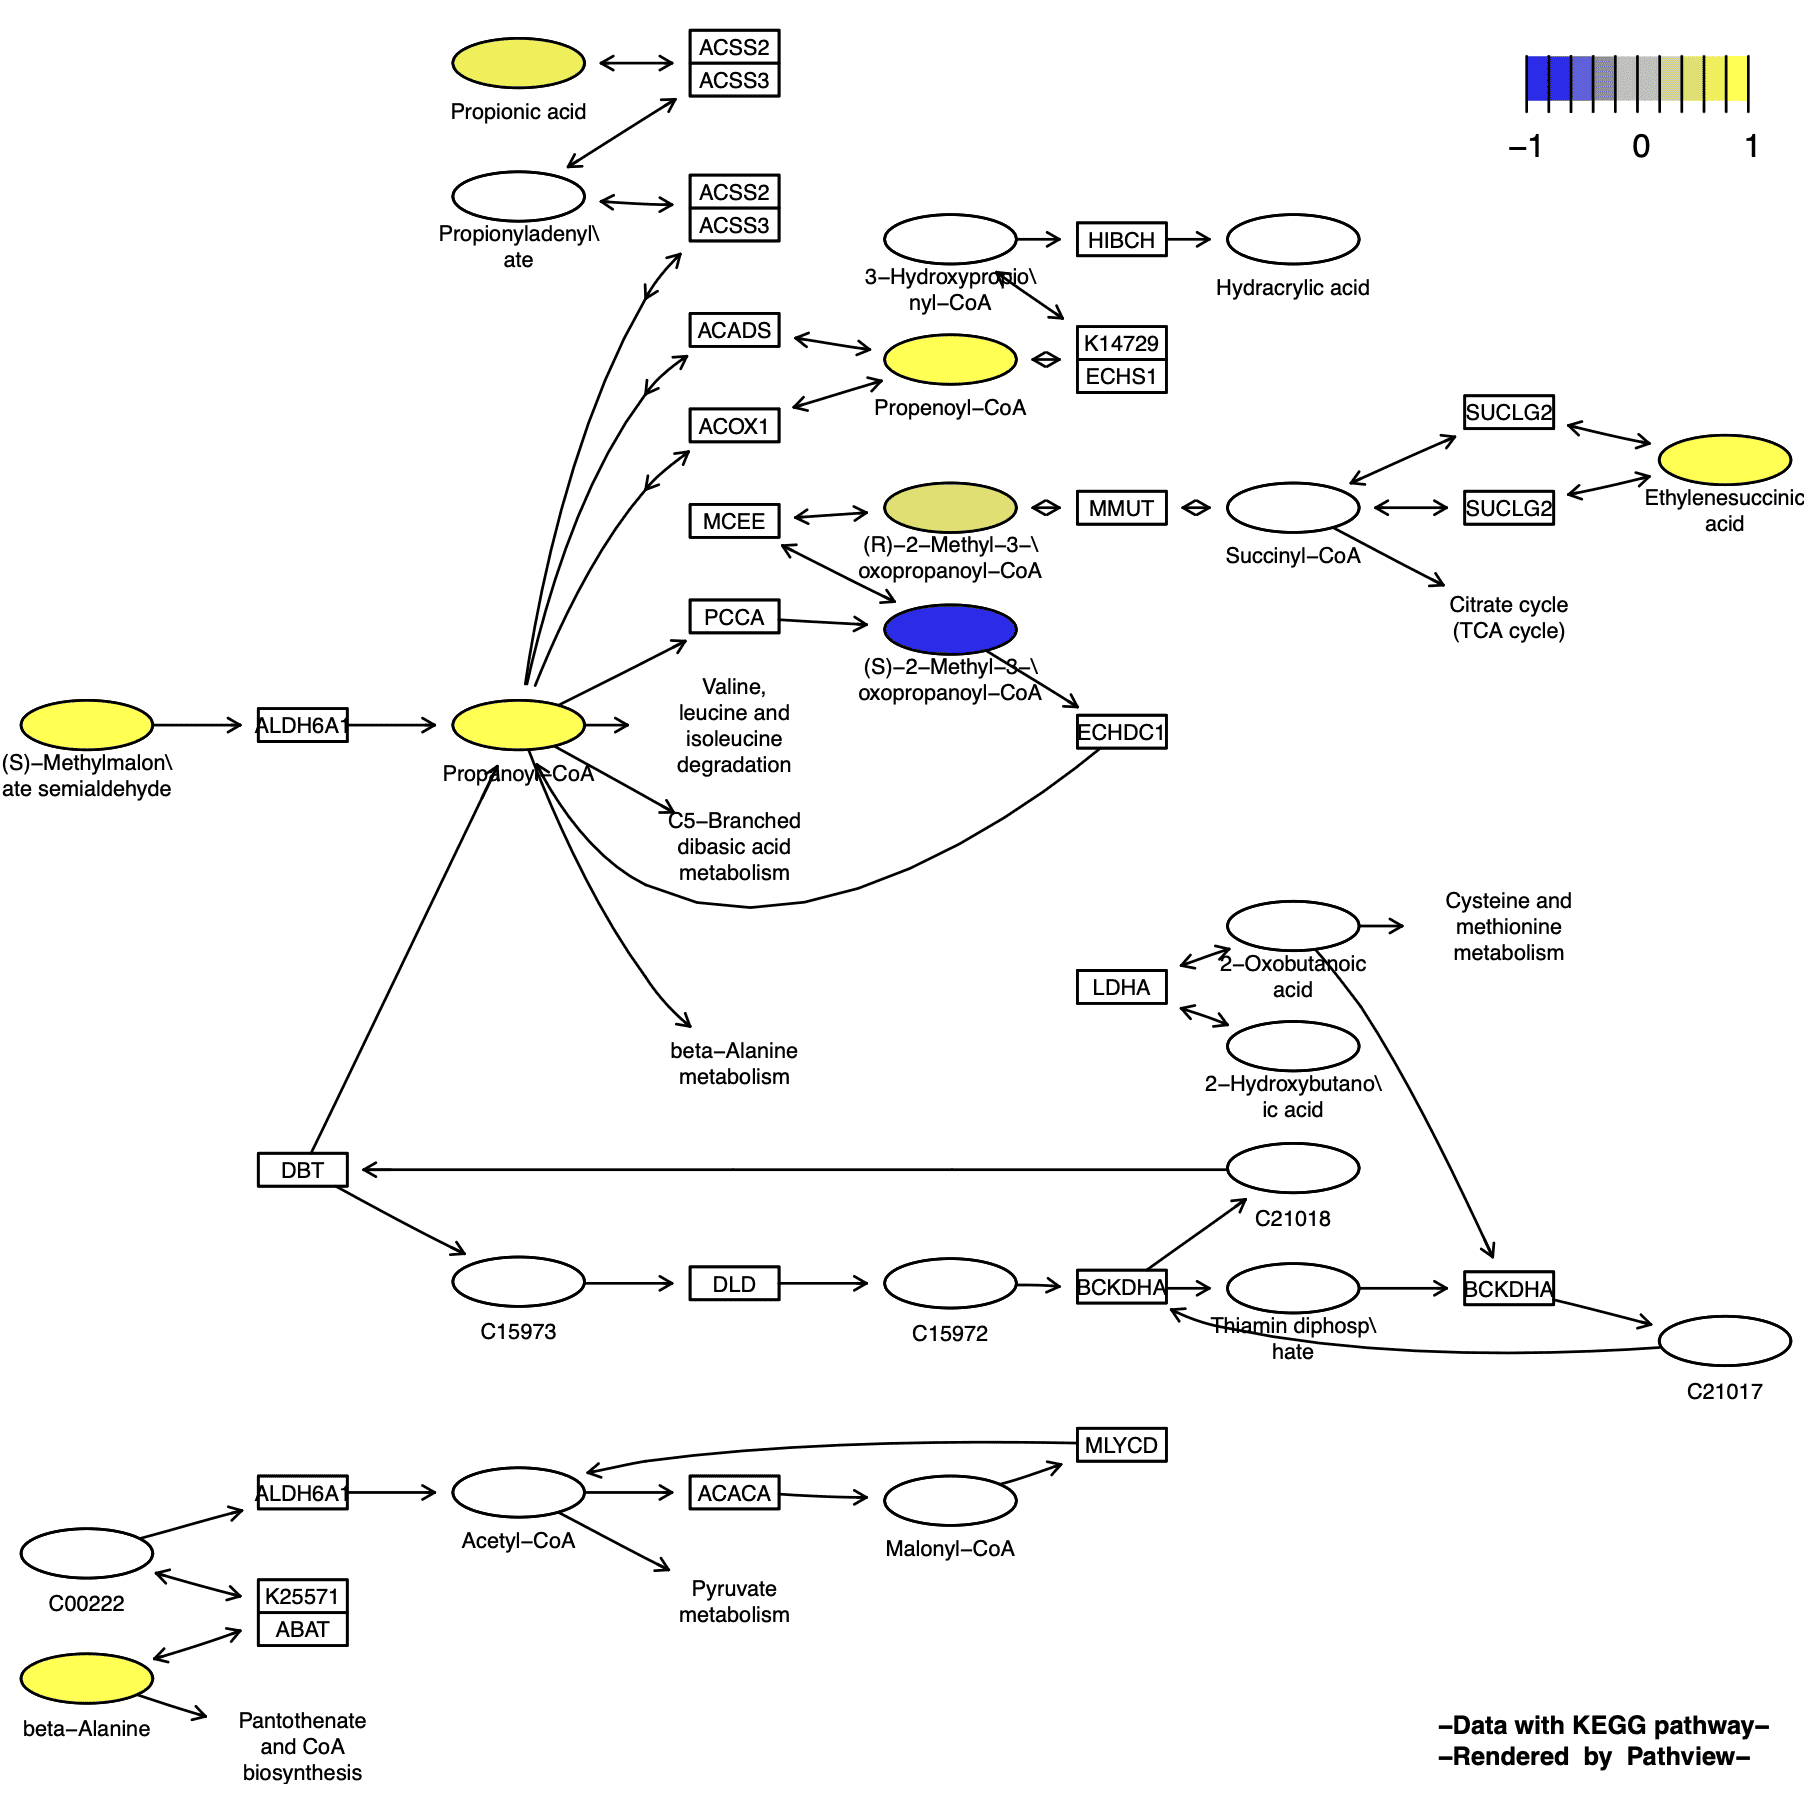 ACSS2
ACSS3
Propionic acid
−1
0
1
ACSS2
ACSS3
Propionyladenyl\
ate
HIBCH
3−Hydroxypropio\
nyl−CoA
Hydracrylic acid
ACADS
K14729
ECHS1
Propenoyl−CoA
ACOX1
SUCLG2
Ethylenesuccinic
acid
MCEE
MMUT
SUCLG2
(R)−2−Methyl−3−\
oxopropanoyl−CoA
Succinyl−CoA
Citrate cycle
(TCA cycle)
PCCA
(S)−2−Methyl−3−\
oxopropanoyl−CoA
Valine,
leucine and
isoleucine
degradation
ALDH6A1
ECHDC1
(S)−Methylmalon\
ate semialdehyde
Propanoyl−CoA
C5−Branched
dibasic acid
metabolism
Cysteine and
methionine
metabolism
2−Oxobutanoic
acid
LDHA
beta−Alanine
metabolism
2−Hydroxybutano\
ic acid
DBT
C21018
DLD
BCKDHA
BCKDHA
C15973
C15972
Thiamin diphosp\
hate
C21017
MLYCD
ALDH6A1
ACACA
Acetyl−CoA
Malonyl−CoA
C00222
K25571
ABAT
Pyruvate
metabolism
beta−Alanine
Pantothenate
and CoA
biosynthesis
−Data with KEGG pathway−
−Rendered by Pathview−